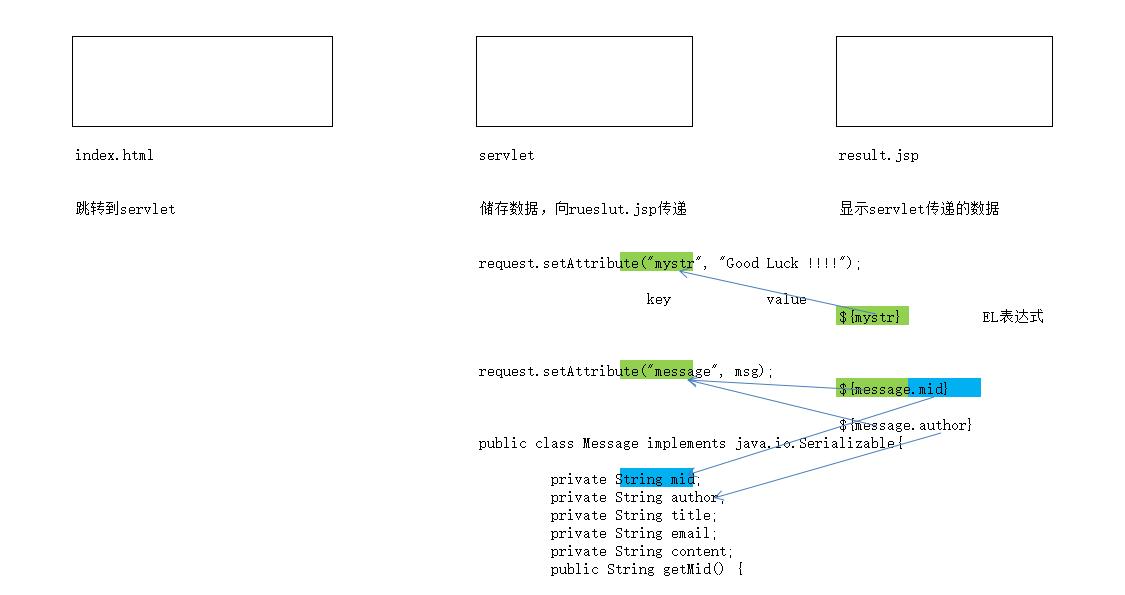 index.html
servlet
result.jsp
跳转到servlet
储存数据，向rueslut.jsp传递
显示servlet传递的数据
request.setAttribute("mystr", "Good Luck !!!!");
key
value
${mystr}
EL表达式
request.setAttribute("message", msg);
${message.mid}
${message.author}
public class Message implements java.io.Serializable{
private String mid;
private String author;
private String title;
private String email;
private String content;
public String getMid() {